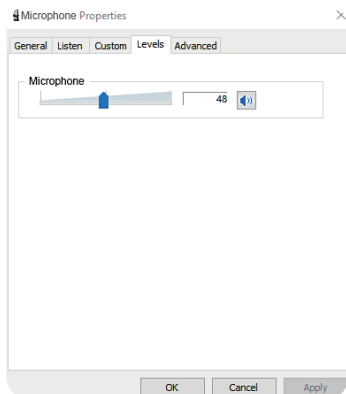 Microphone Properties
General Listen Custom Levels Advanced
Microphone
48
OK Cancel Apply